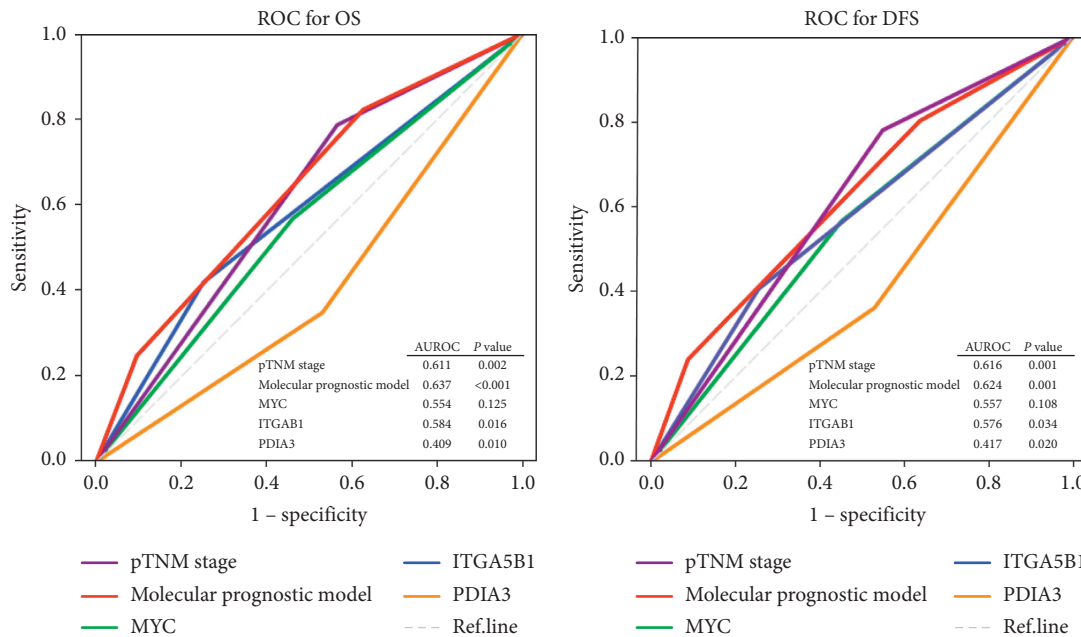 ROC for OS
1.0
0.8
0.6
0.4
0.2
0.0
Sensitivity
AUROC P value
pTNM stage 0.611 0.002
Molecular prognostic model 0.637 <0.001
MYC 0.554 0.125
ITGAB1 0.584 0.016
PDIA3 0.409 0.010
0.0 0.2 0.4 0.6 0.8 1.0
1 – specificity
pTNM stage
Molecular prognostic model
MYC
ITGA5B1
PDIA3
Ref.line
ROC for DFS
1.0
0.8
0.6
0.4
0.2
0.0
Sensitivity
AUROC P value
pTNM stage 0.616 0.001
Molecular prognostic model 0.624 0.001
MYC 0.557 0.108
ITGAB1 0.576 0.034
PDIA3 0.417 0.020
0.0 0.2 0.4 0.6 0.8 1.0
1 – specificity
pTNM stage
Molecular prognostic model
MYC
ITGA5B1
PDIA3
Ref.line